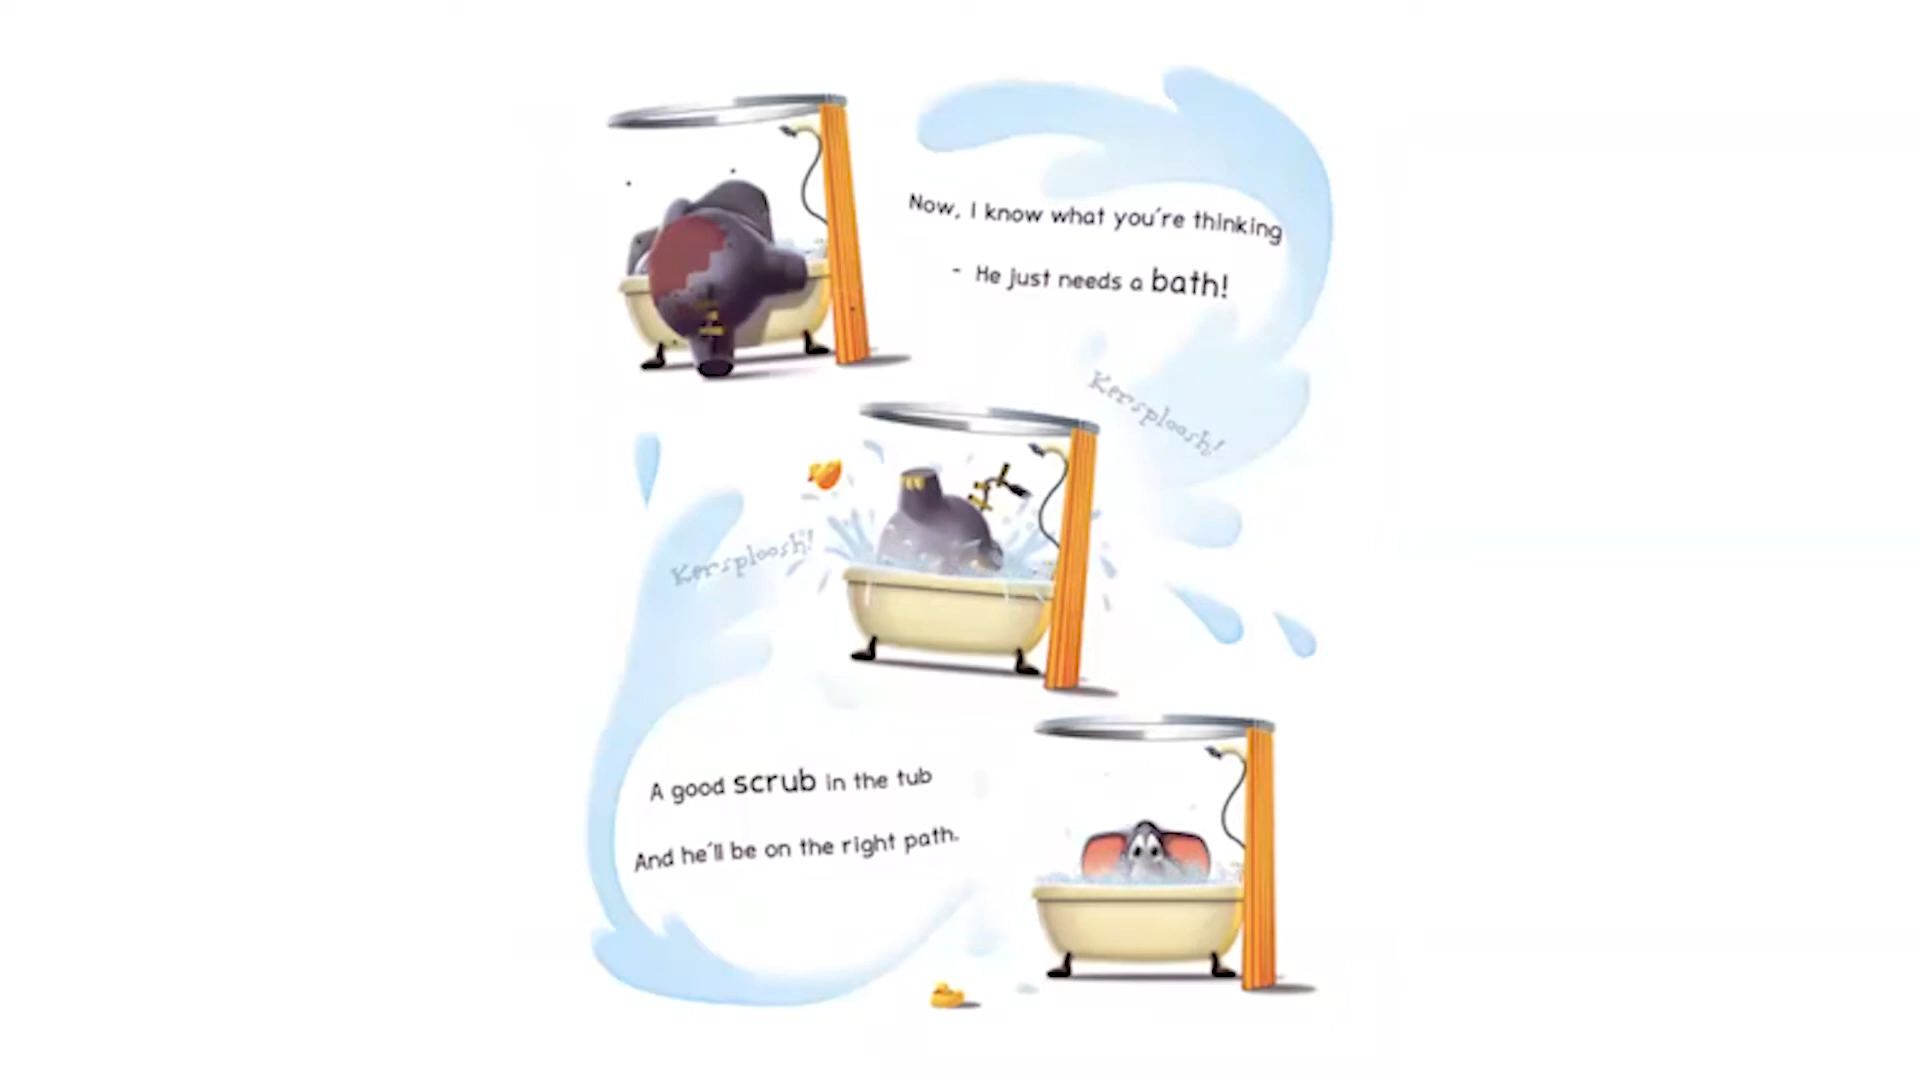 Now, I know what you're thinking
- He just needs a bath!
Kersploosh!
Kersploosh!
A good scrub in the tub
And he'll be on the right path.